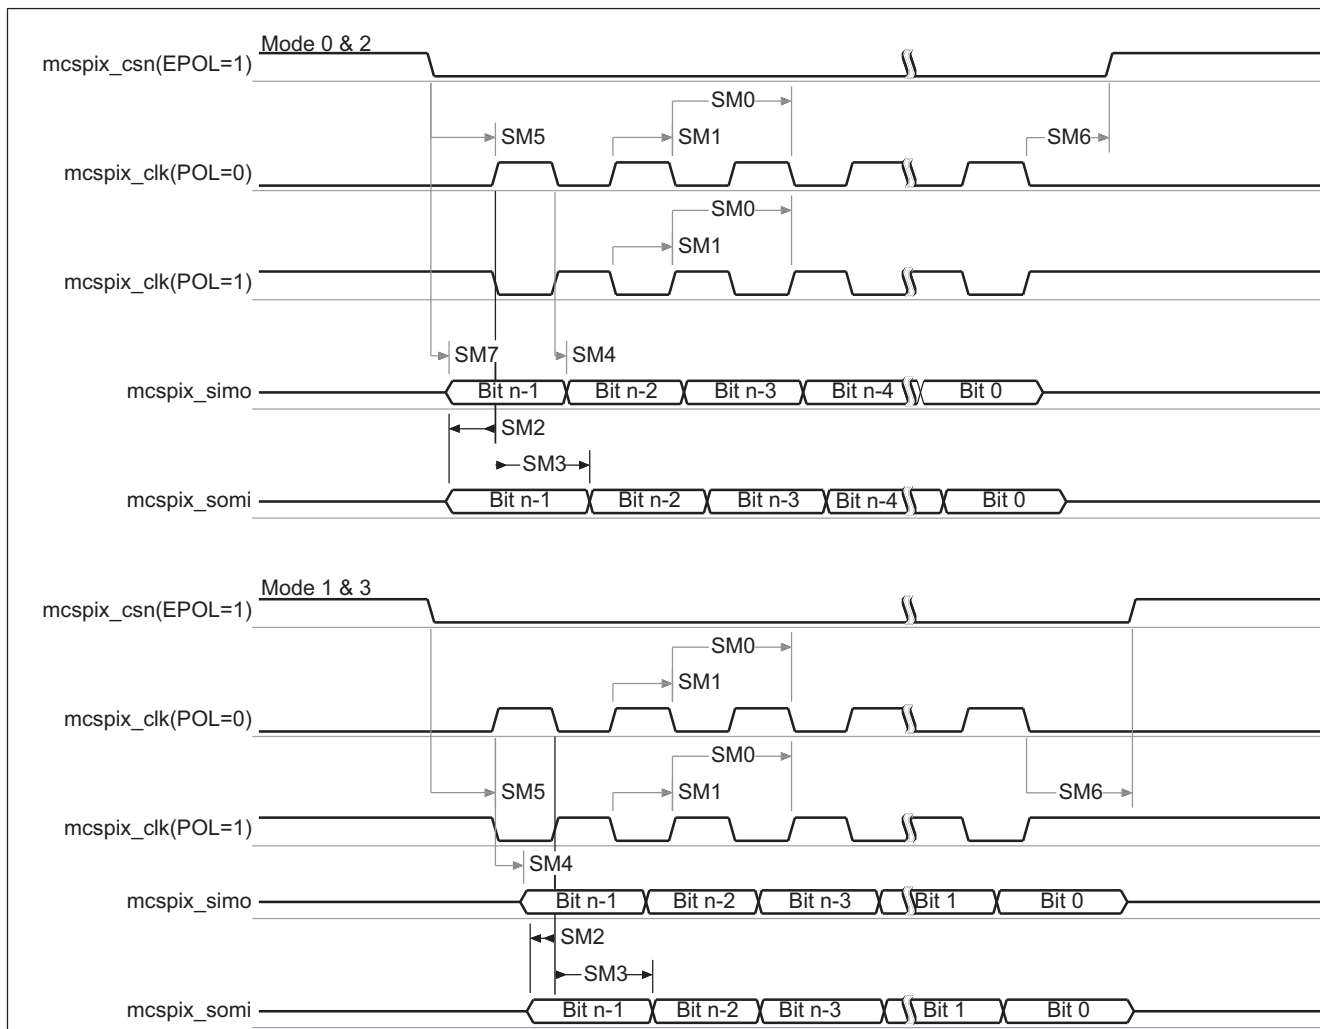 Mode 0 & 2
mcspix_csn(EPOL=1)
SM0
SM5
SM1
SM6
mcspix_clk(POL=0)
SM0
SM1
mcspix_clk(POL=1)
SM7
SM4
mcspix_simo
Bit n-1
Bit n-2
Bit n-3
Bit n-4
Bit 0
SM2
SM3
mcspix_somi
Bit n-1
Bit n-2
Bit n-3
Bit n-4
Bit 0
Mode 1 & 3
mcspix_csn(EPOL=1)
SM0
SM1
mcspix_clk(POL=0)
SM0
SM5
SM1
SM6
mcspix_clk(POL=1)
SM4
mcspix_simo
Bit n-1
Bit n-2
Bit n-3
Bit 1
Bit 0
SM2
SM3
mcspix_somi
Bit n-1
Bit n-2
Bit n-3
Bit 1
Bit 0